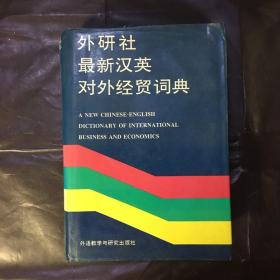 外研社
最新汉英
对外经贸词典
A NEW CHINESE-ENGLISH
DICTIONARY OF INTERNATIONAL
BUSINESS AND ECONOMICS
外语教学与研究出版社